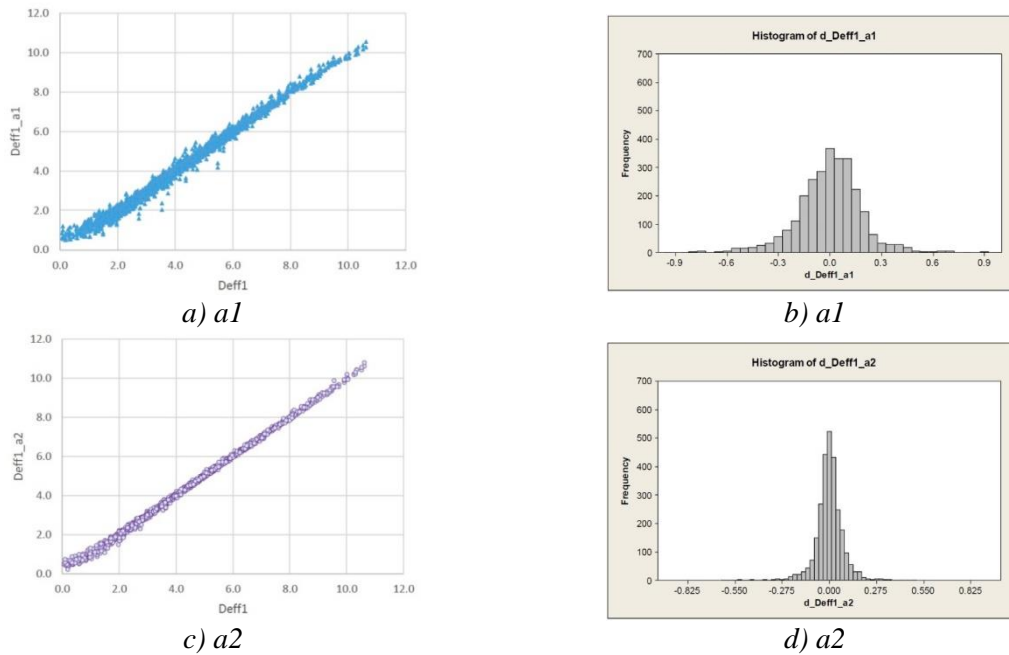 12.0
10.0
8.0
6.0
4.0
2.0
0.0
Deff1_a1
0.0 2.0 4.0 6.0 8.0 10.0 12.0
Deff1
a) a1
Histogram of d_Deff1_a1
700
600
500
400
300
200
100
0
Frequency
-0.9 -0.6 -0.3 0.0 0.3 0.6 0.9
d_Deff1_a1
b) a1
12.0
10.0
8.0
6.0
4.0
2.0
0.0
Deff1_a2
0.0 2.0 4.0 6.0 8.0 10.0 12.0
Deff1
c) a2
Histogram of d_Deff1_a2
700
600
500
400
300
200
100
0
Frequency
-0.825 -0.550 -0.275 0.000 0.275 0.550 0.825
d_Deff1_a2
d) a2